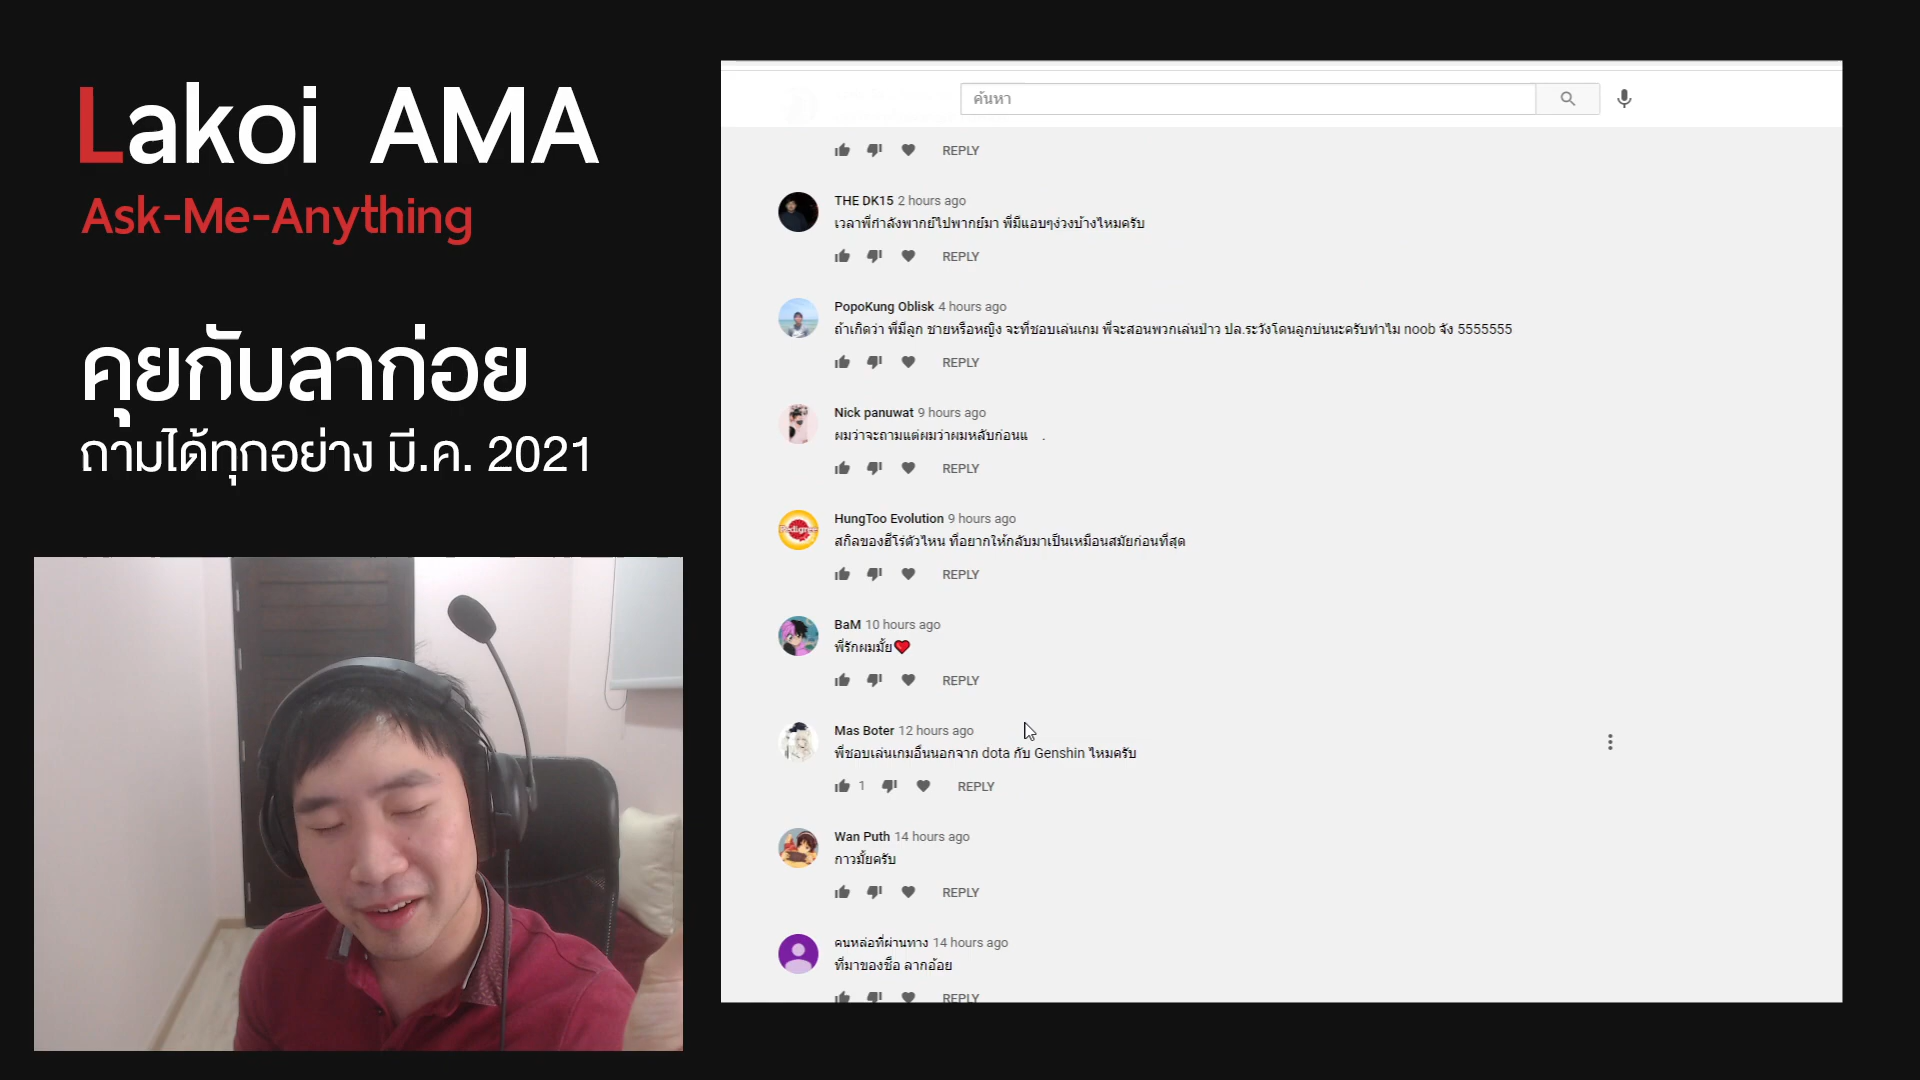 Lakoi AMA
Ask-Me-Anything
คุยกับลาก่อย
ถามได้ทุกอย่าง มี.ค. 2021
ค้นหา
REPLY
THE DK15 2 hours ago
เวลาพี่กำลังพากย์ไปพากย์มา พี่มีแอบๆง่วงบ้างไหมครับ
REPLY
PopoKung Oblisk 4 hours ago
ถ้าเกิดว่า พี่มีลูก ชายหรือหญิง จะที่ชอบเล่นเกม พี่จะสอนพวกเล่นป่าว ปล.ระวังโดนลูกบ่นนะครับทำไม noob จัง 5555555
REPLY
Nick panuwat 9 hours ago
ผมว่าจะถามแต่ผมว่าผมหลับก่อนแ .
REPLY
HungToo Evolution 9 hours ago
สกิลของฮีโร่ตัวไหน ที่อยากให้กลับมาเป็นเหมือนสมัยก่อนที่สุด
REPLY
BaM 10 hours ago
พี่รักผมมั้ย❤
REPLY
Mas Boter 12 hours ago
พี่ชอบเล่นเกมอื่นนอกจาก dota กับ Genshin ไหมครับ
1 REPLY
Wan Puth 14 hours ago
กาวมั้ยครับ
REPLY
คนหล่อที่ผ่านทาง 14 hours ago
ที่มาของชื่อ ลากอ้อย
REPLY